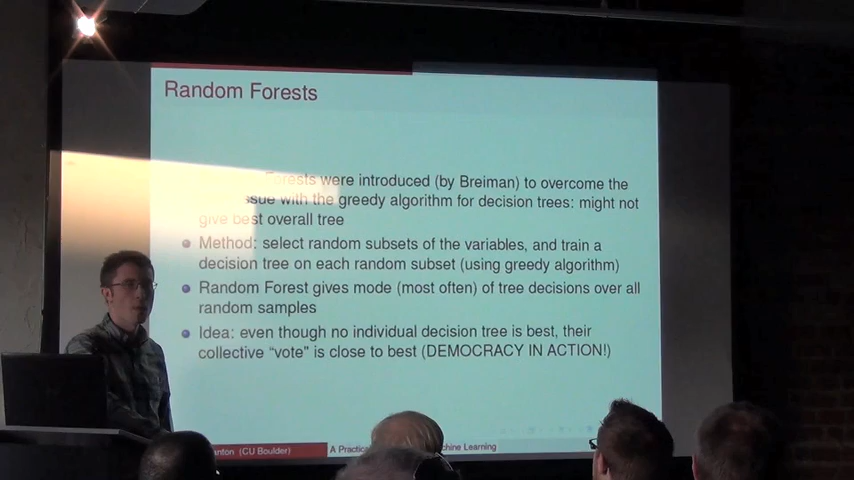 Random Forests
Forests were introduced (by Breiman) to overcome the
ssue with the greedy algorithm for decision trees: might not
give best overall tree
Method: select random subsets of the variables, and train a
decision tree on each random subset (using greedy algorithm)
Random Forest gives mode (most often) of tree decisions over all
random samples
Idea: even though no individual decision tree is best, their
collective "vote" is close to best (DEMOCRACY IN ACTION!)
anton (CU Boulder) A Practic chine Learning